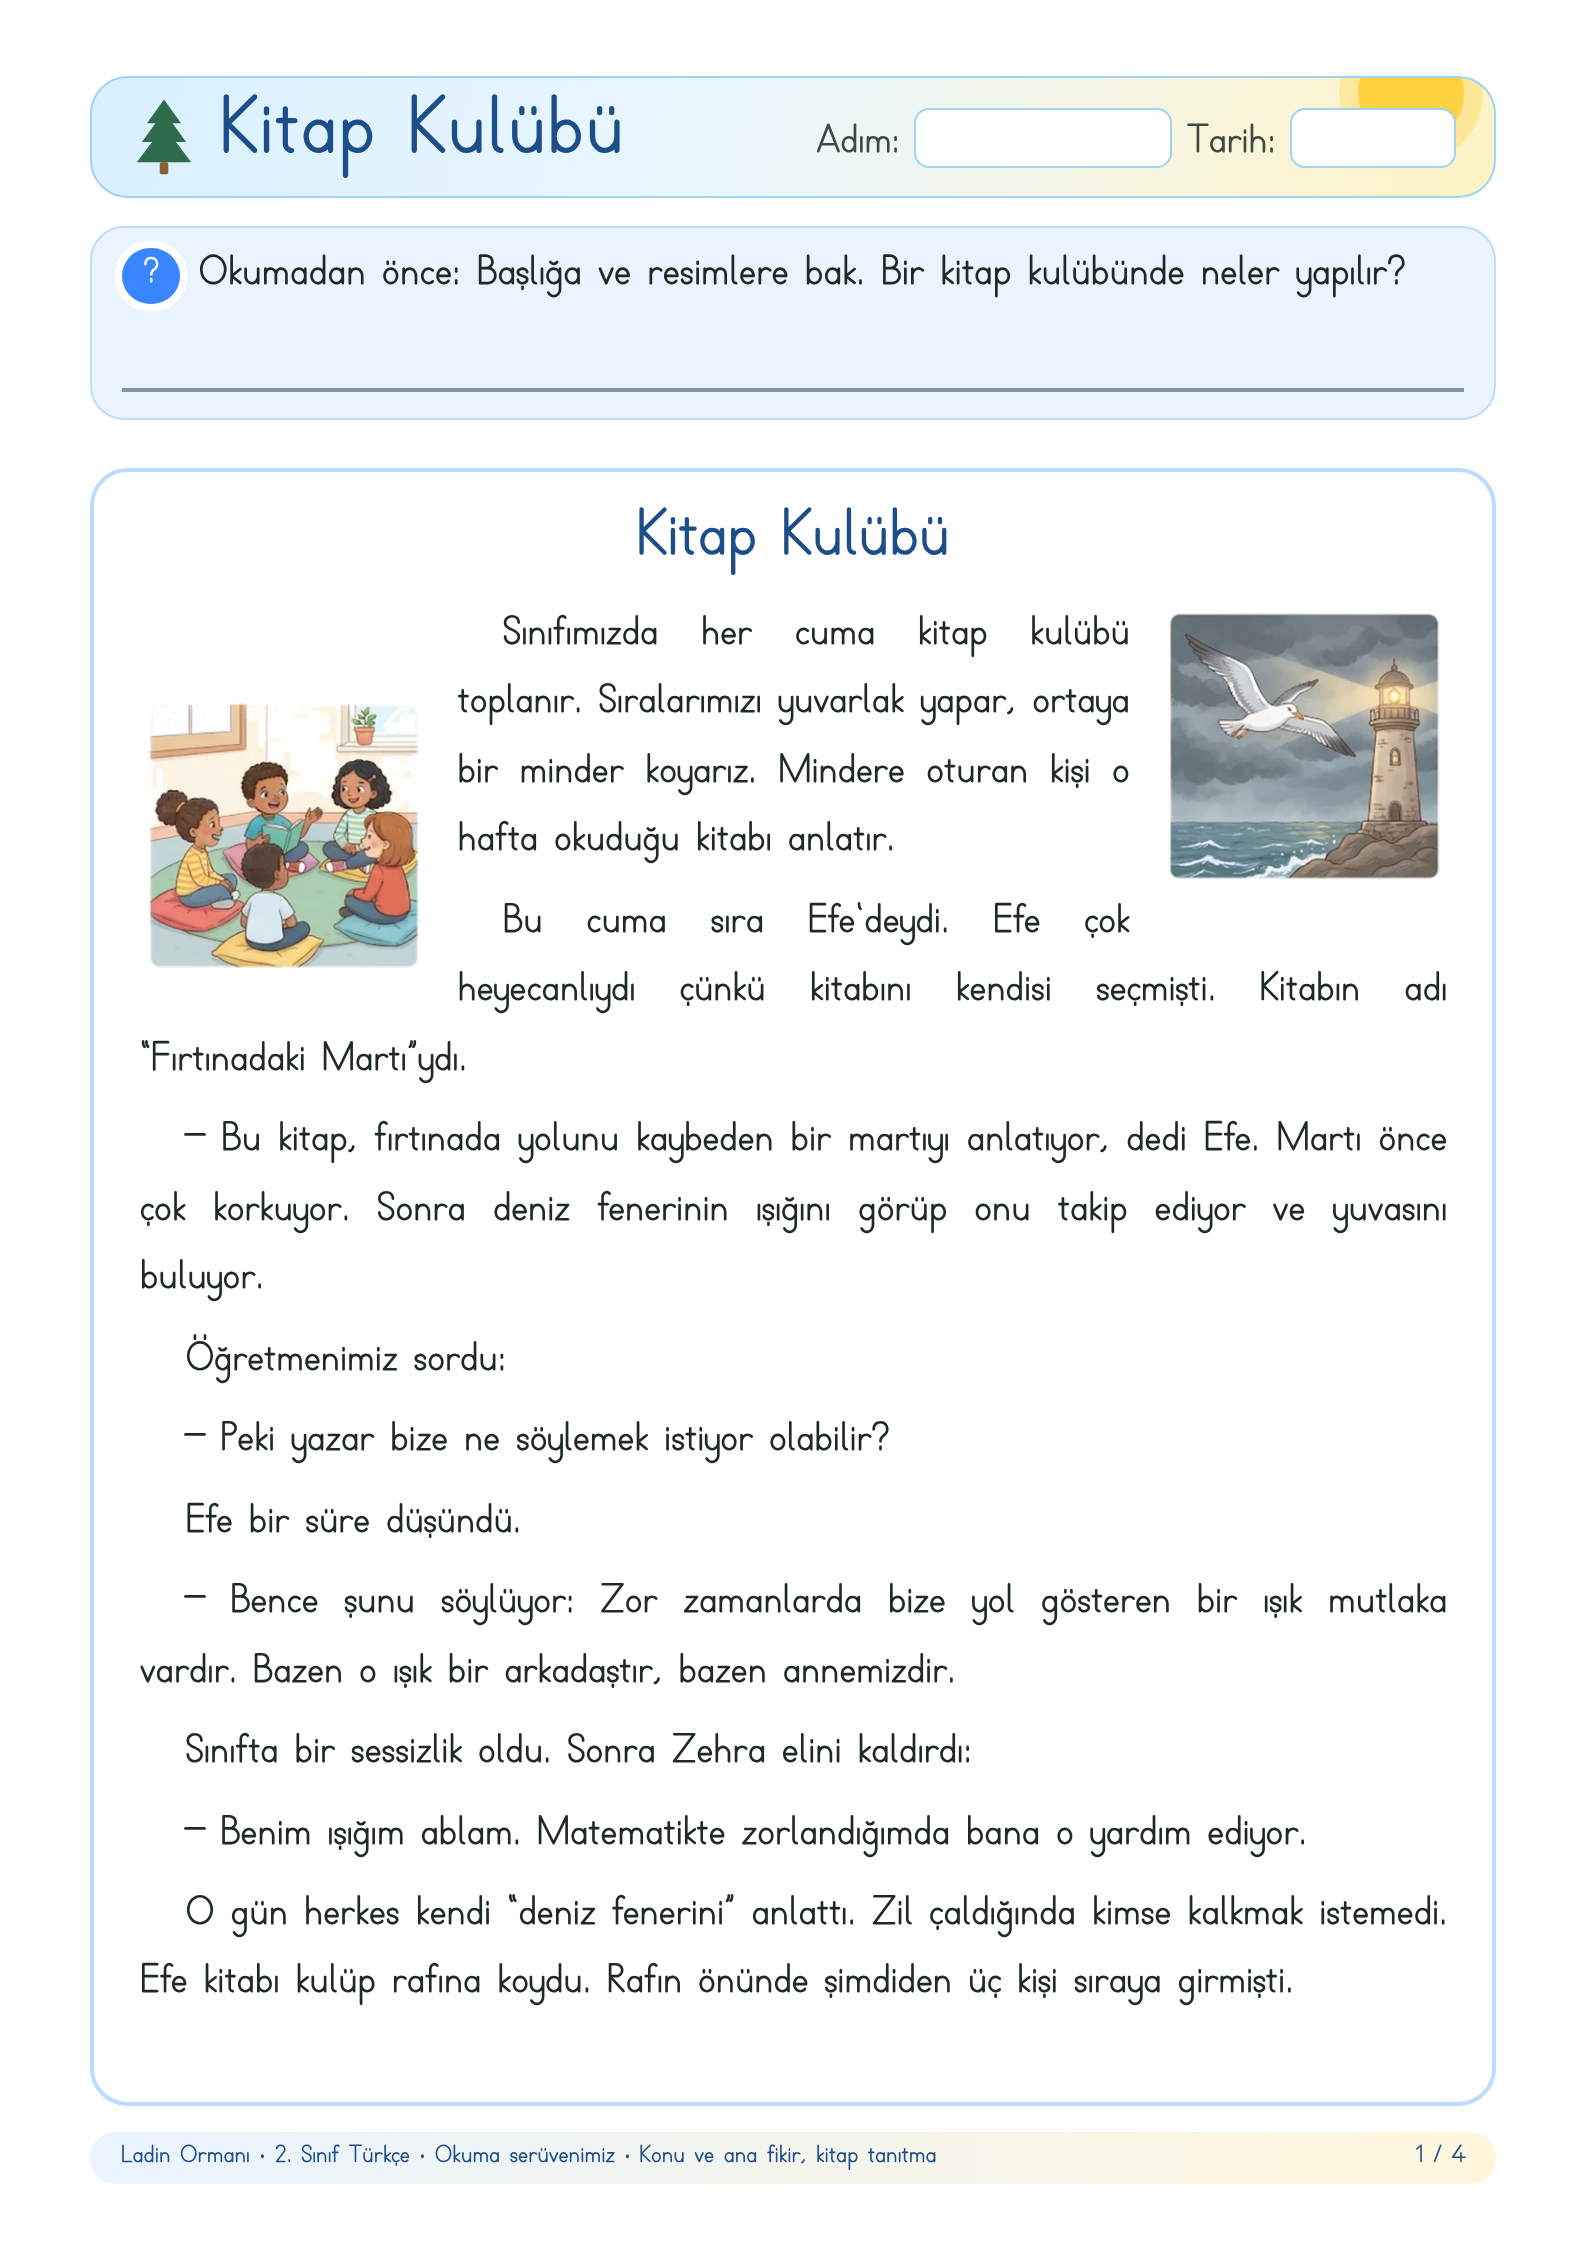 Kitap Kulübü
Adım:
Tarih:
? Okumadan önce: Başlığa ve resimlere bak. Bir kitap kulübünde neler yapılır?
Kitap Kulübü
Sınıfımızda her cuma kitap kulübü
toplanır. Sıralarımızı yuvarlak yapar, ortaya
bir minder koyarız. Mindere oturan kişi o
hafta okuduğu kitabı anlatır.
Bu cuma sıra Efe‘deydi. Efe çok
heyecanlıydı çünkü kitabını kendisi seçmişti. Kitabın adı
“Fırtınadaki Martı”ydı.
– Bu kitap, fırtınada yolunu kaybeden bir martıyı anlatıyor, dedi Efe. Martı önce
çok korkuyor. Sonra deniz fenerinin ışığını görüp onu takip ediyor ve yuvasını
buluyor.
Öğretmenimiz sordu:
– Peki yazar bize ne söylemek istiyor olabilir?
Efe bir süre düşündü.
– Bence şunu söylüyor: Zor zamanlarda bize yol gösteren bir ışık mutlaka
vardır. Bazen o ışık bir arkadaştır, bazen annemizdir.
Sınıfta bir sessizlik oldu. Sonra Zehra elini kaldırdı:
– Benim ışığım ablam. Matematikte zorlandığımda bana o yardım ediyor.
O gün herkes kendi “deniz fenerini” anlattı. Zil çaldığında kimse kalkmak istemedi.
Efe kitabı kulüp rafına koydu. Rafın önünde şimdiden üç kişi sıraya girmişti.
Ladin Ormanı • 2. Sınıf Türkçe • Okuma serüvenimiz • Konu ve ana fikir, kitap tanıtma
1 / 4